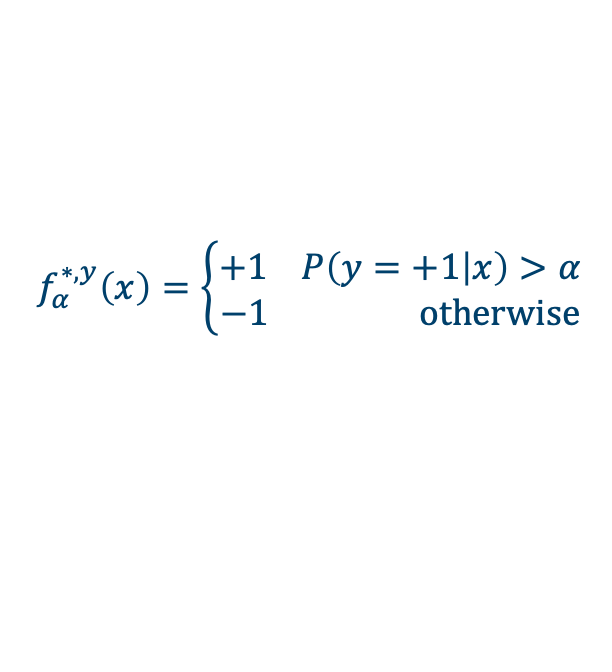 f_α^{*,y}(x) = { +1 P(y = +1|x) > α
−1 otherwise